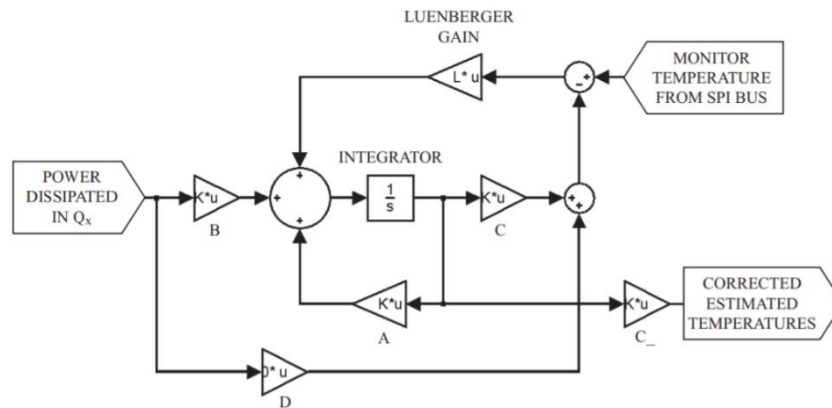 LUENBERGER
GAIN
L* u
MONITOR
TEMPERATURE
FROM SPI BUS
- +
POWER
DISSIPATED
IN Qx
K*u
B
+
+
+
INTEGRATOR
1
s
K*u
C
+
+
K*u
A
K*u
C_
CORRECTED
ESTIMATED
TEMPERATURES
D